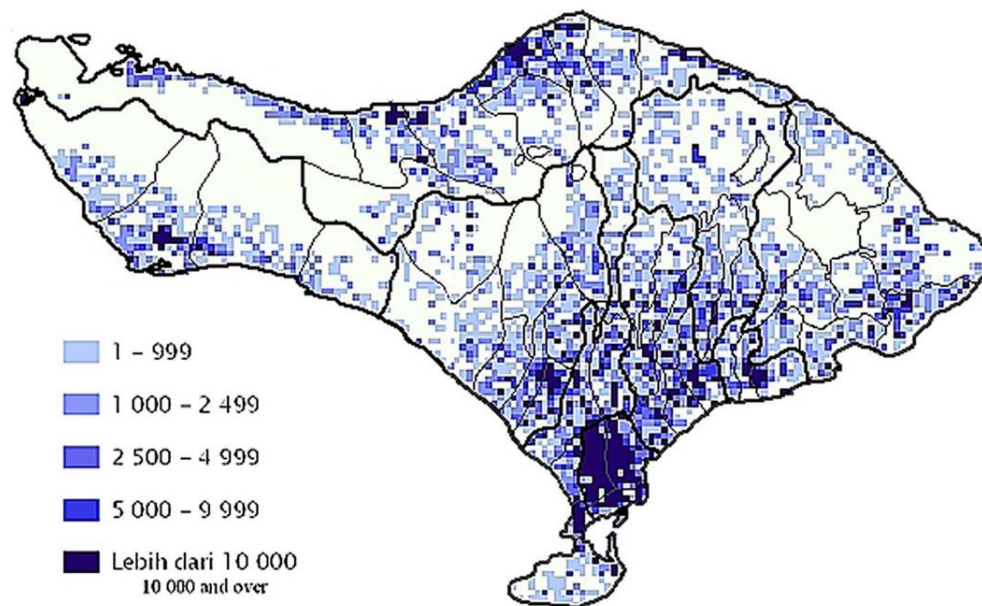 1 – 999
1 000 – 2 499
2 500 – 4 999
5 000 – 9 999
Lebih dari 10 000
10 000 and over